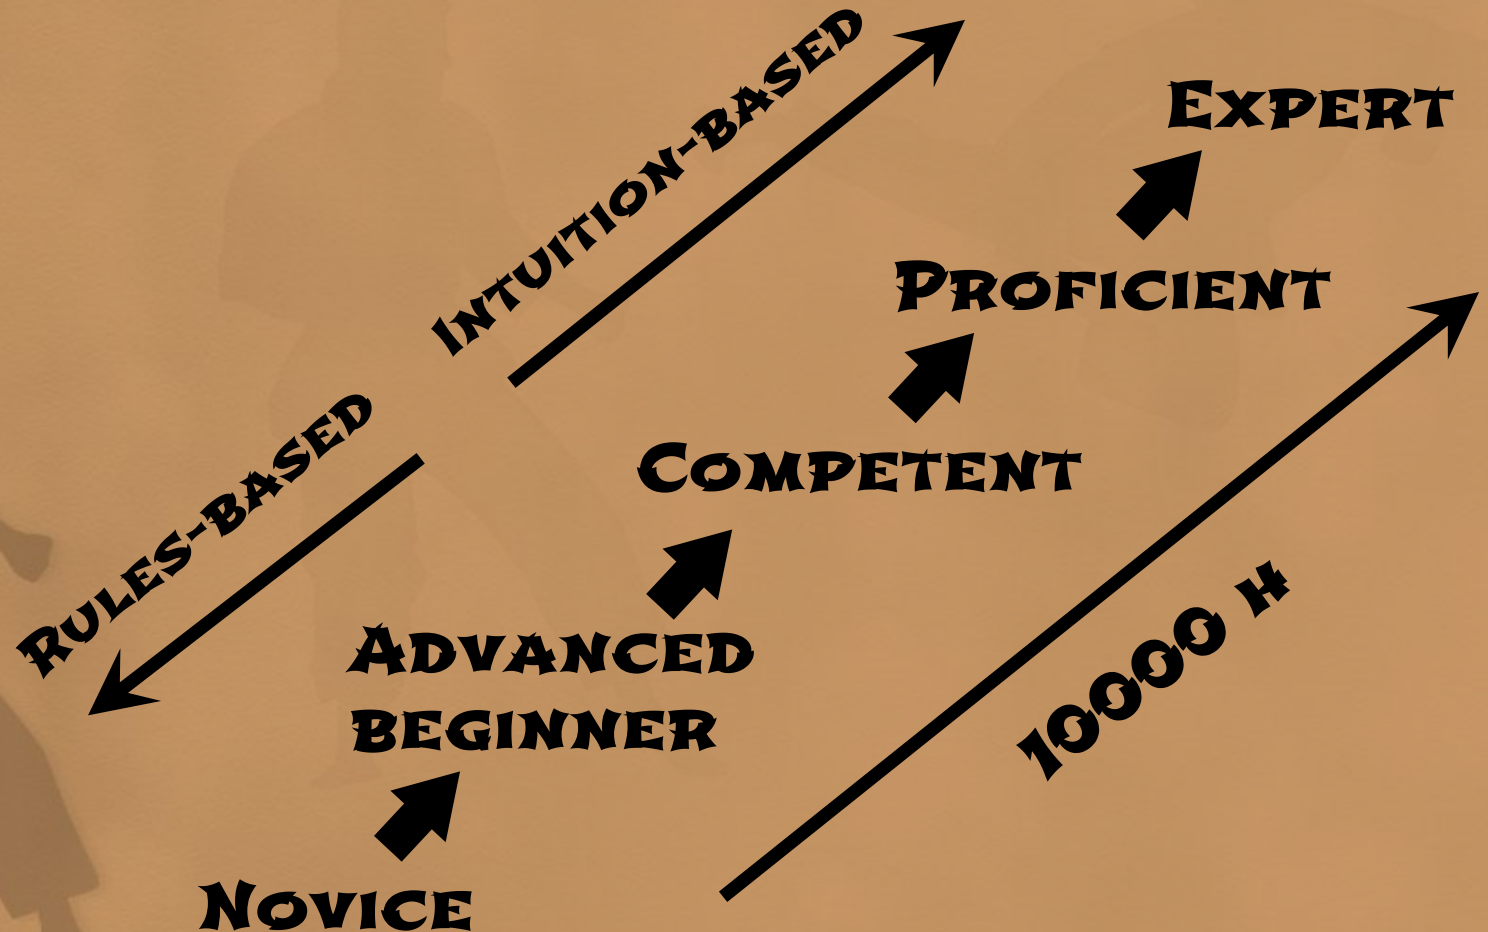 Intuition-based
Expert
Proficient
Rules-based
Competent
10000 h
Advanced
beginner
Novice